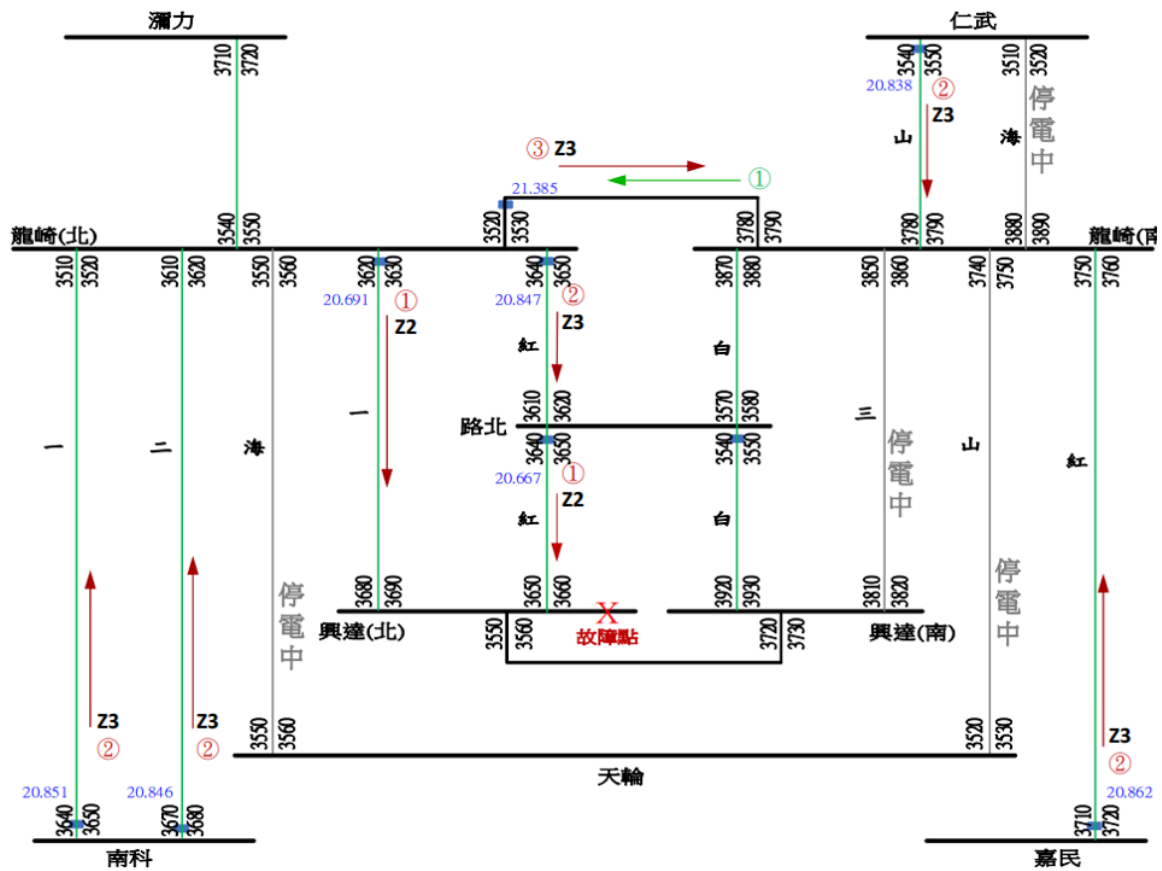 瀰力
仁武
3710
3720
3540
3550
3510
3520
20.838
②
Z3
山
海
停電中
③ Z3
①
21.385
龍崎(北)
3540
3550
3520
3530
3780
3790
3780
3790
3880
3890
龍崎(南
3510
3520
3610
3620
3550
3560
3620
3630
3640
3650
3870
3880
3850
3860
3740
3750
3750
3760
20.691
①
Z2
20.847
②
Z3
紅
白
一
3610
3620
3570
3580
路北
三
停電中
一
二
海
山
紅
3640
3650
3540
3550
20.667
①
Z2
紅
白
停電中
停電中
3680
3690
3650
3660
3920
3930
3810
3820
X
興達(北)
3550
3560
故障點
3720
3730
興達(南)
Z3
②
Z3
②
3550
3560
3520
3530
Z3
②
天輪
20.851
20.846
20.862
3640
3650
3670
3680
3710
3720
南科
嘉民